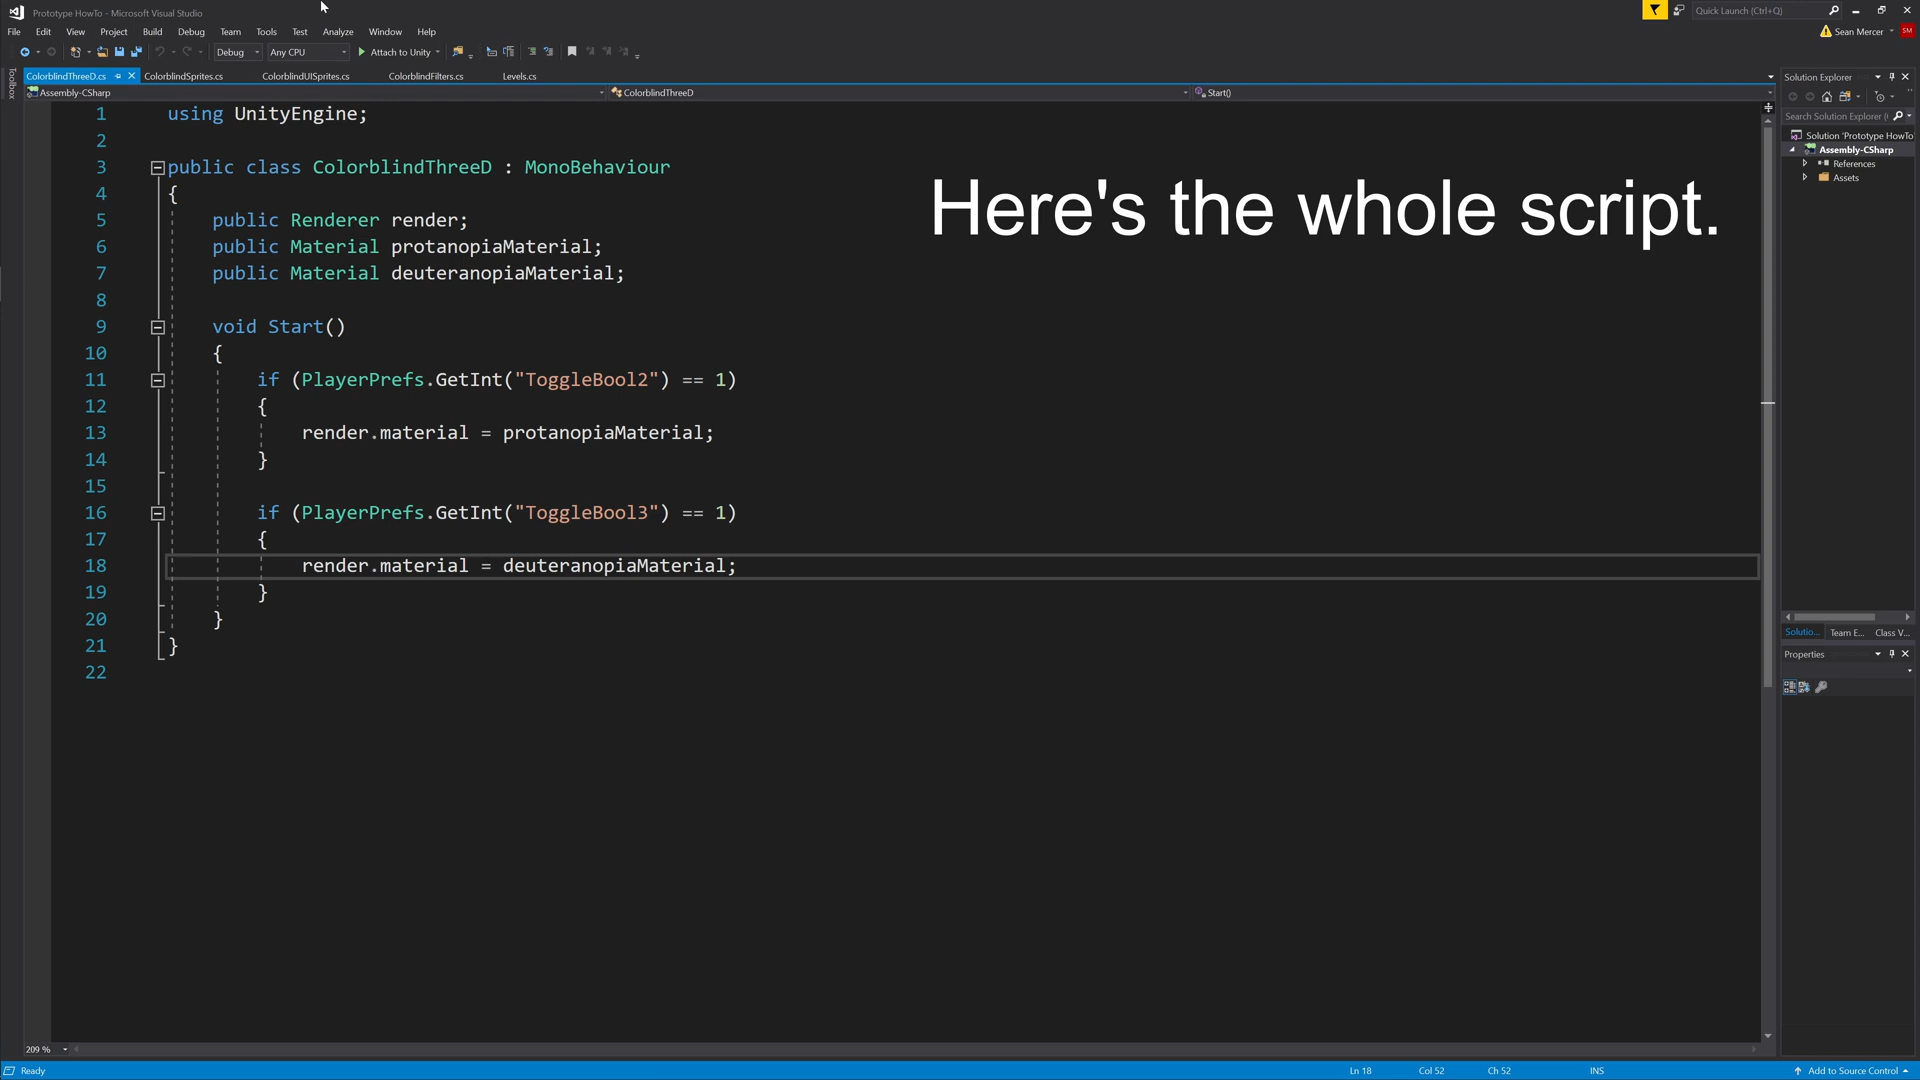 Prototype HowTo - Microsoft Visual Studio
Quick Launch (Ctrl+Q)
File Edit View Project Build Debug Team Tools Test Analyze Window Help
Sean Mercer SM
Debug Any CPU Attach to Unity
Toolbox
ColorblindThreeD.cs ColorblindSprites.cs ColorblindUISprites.cs ColorblindFilters.cs Levels.cs
Solution Explorer
Assembly-CSharp ColorblindThreeD Start()
Search Solution Explorer (
Solution 'Prototype HowTo'
Assembly-CSharp
References
Assets
1 using UnityEngine;
2
3 public class ColorblindThreeD : MonoBehaviour
4 {
5 public Renderer render;
6 public Material protanopiaMaterial;
7 public Material deuteranopiaMaterial;
8
9 void Start()
10 {
11 if (PlayerPrefs.GetInt("ToggleBool2") == 1)
12 {
13 render.material = protanopiaMaterial;
14 }
15
16 if (PlayerPrefs.GetInt("ToggleBool3") == 1)
17 {
18 render.material = deuteranopiaMaterial;
19 }
20 }
21 }
22
Here's the whole script.
Solutio... Team E... Class V...
Properties
209 %
Ready Ln 18 Col 52 Ch 52 INS Add to Source Control